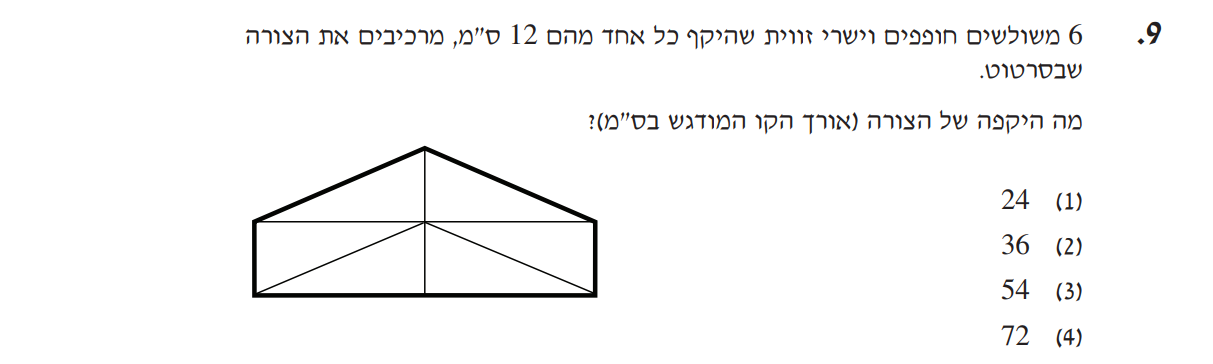 9. 6 משולשים חופפים וישרי זווית שהיקף כל אחד מהם 12 ס"מ, מרכיבים את הצורה
שבסרטוט.
מה היקפה של הצורה (אורך הקו המודגש בס"מ)?
(1) 24
(2) 36
(3) 54
(4) 72